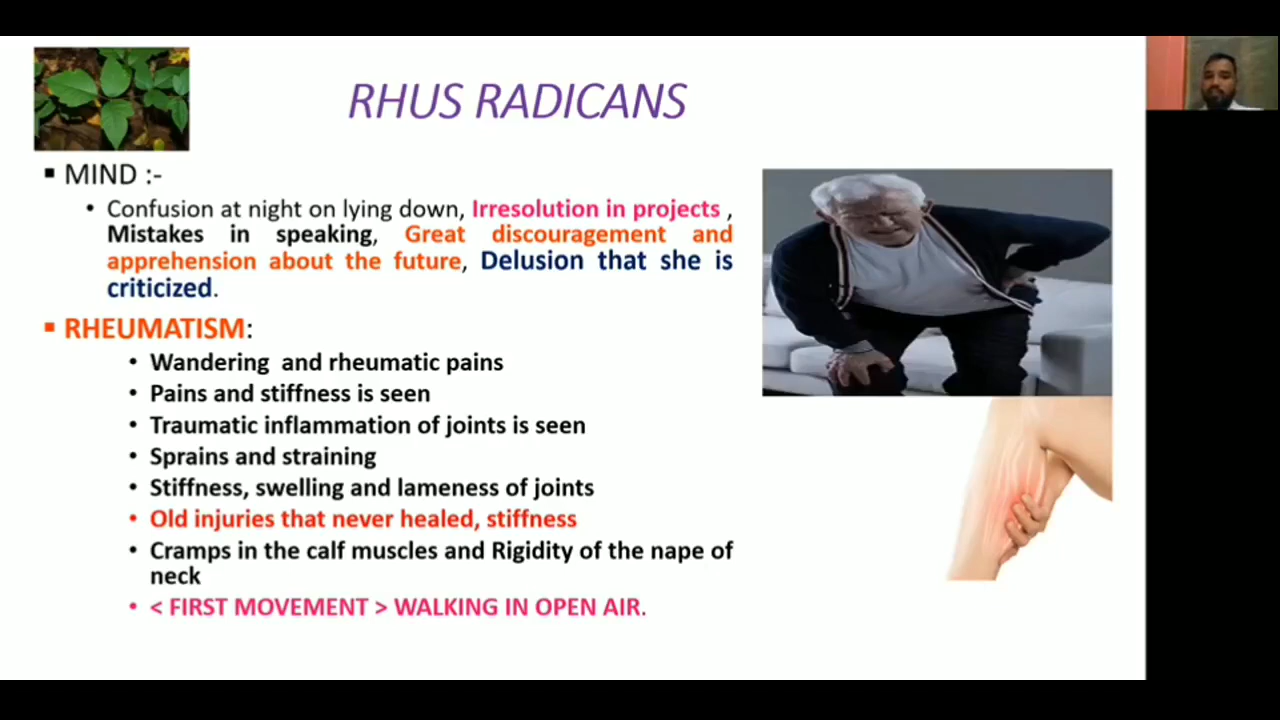 RHUS RADICANS
▪ MIND :-
• Confusion at night on lying down, Irresolution in projects ,
Mistakes in speaking, Great discouragement and
apprehension about the future, Delusion that she is
criticized.
▪ RHEUMATISM:
• Wandering and rheumatic pains
• Pains and stiffness is seen
• Traumatic inflammation of joints is seen
• Sprains and straining
• Stiffness, swelling and lameness of joints
• Old injuries that never healed, stiffness
• Cramps in the calf muscles and Rigidity of the nape of
neck
• < FIRST MOVEMENT > WALKING IN OPEN AIR.